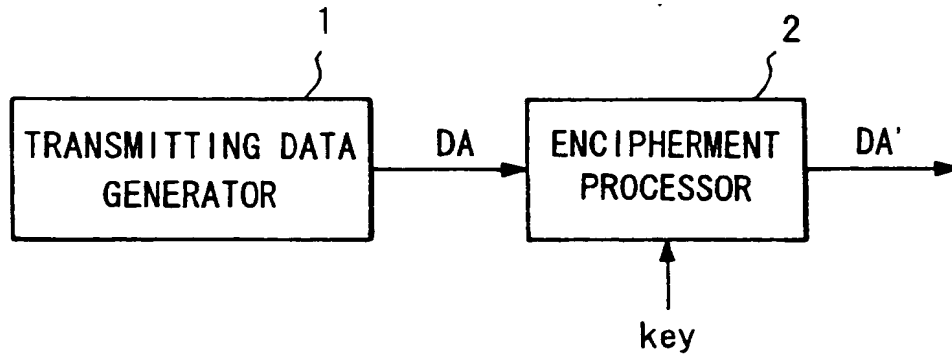 1
2
TRANSMITTING DATA
GENERATOR
DA
ENCIPHERMENT
PROCESSOR
DA'
key